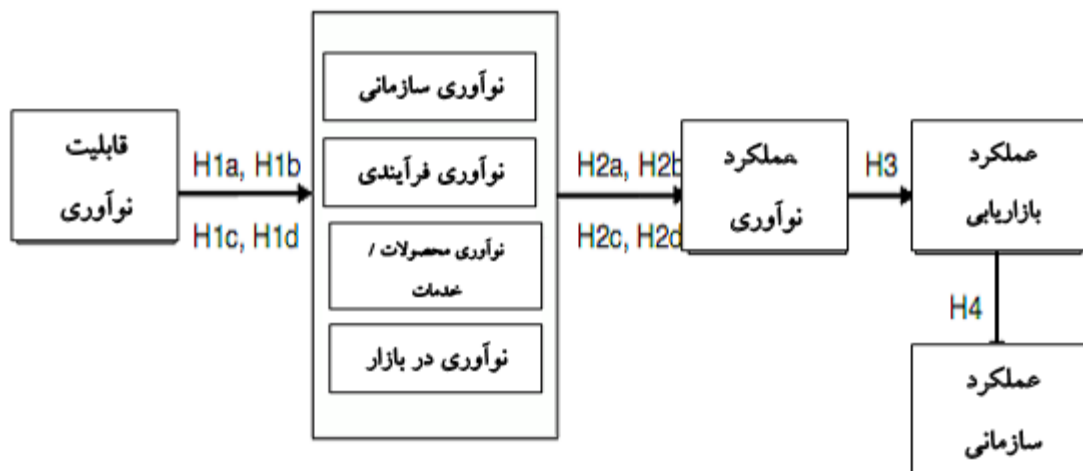 قابلیت
نوآوری
H1a, H1b
H1c, H1d
نوآوری سازمانی
نوآوری فرآیندی
نوآوری محصولات /
خدمات
نوآوری در بازار
H2a, H2b
H2c, H2d
عملکرد
نوآوری
H3
عملکرد
بازاریابی
H4
عملکرد
سازمانی